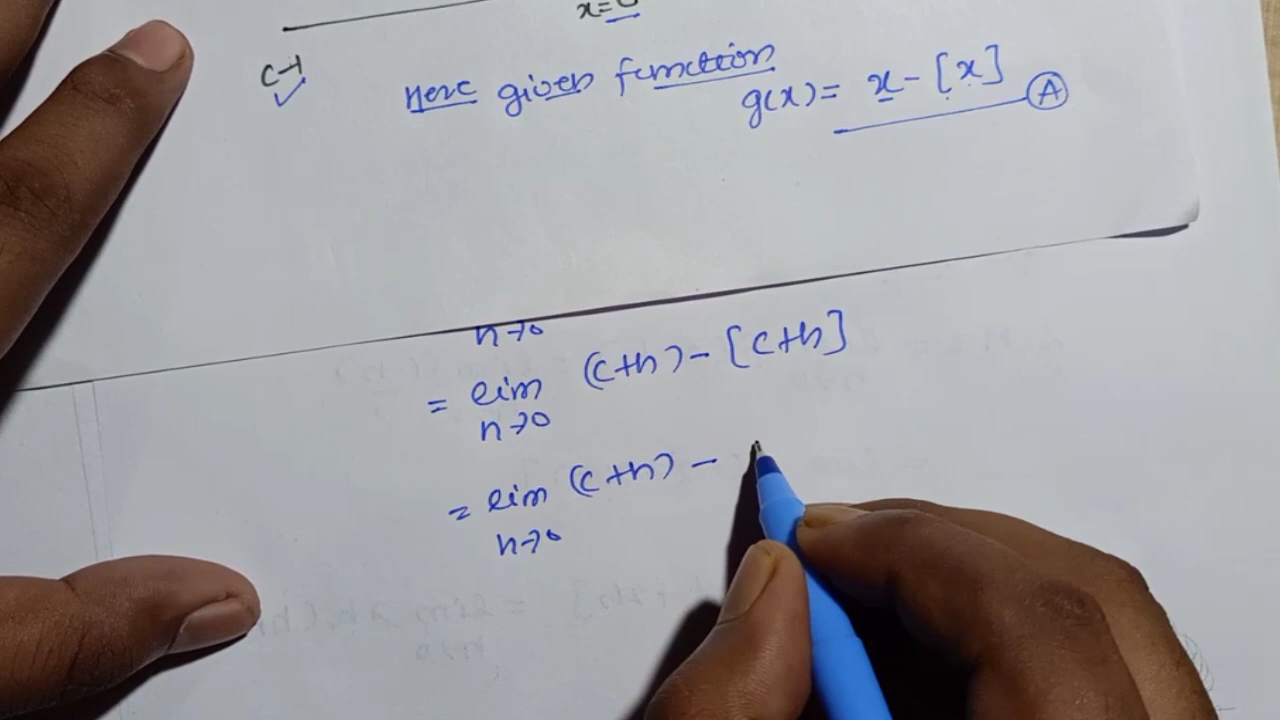 x=0
C-1
Here given function
g(x)= x-[x] A
h→0
= lim (c+h)-[c+h]
h→0
= lim (c+h)-
h→0